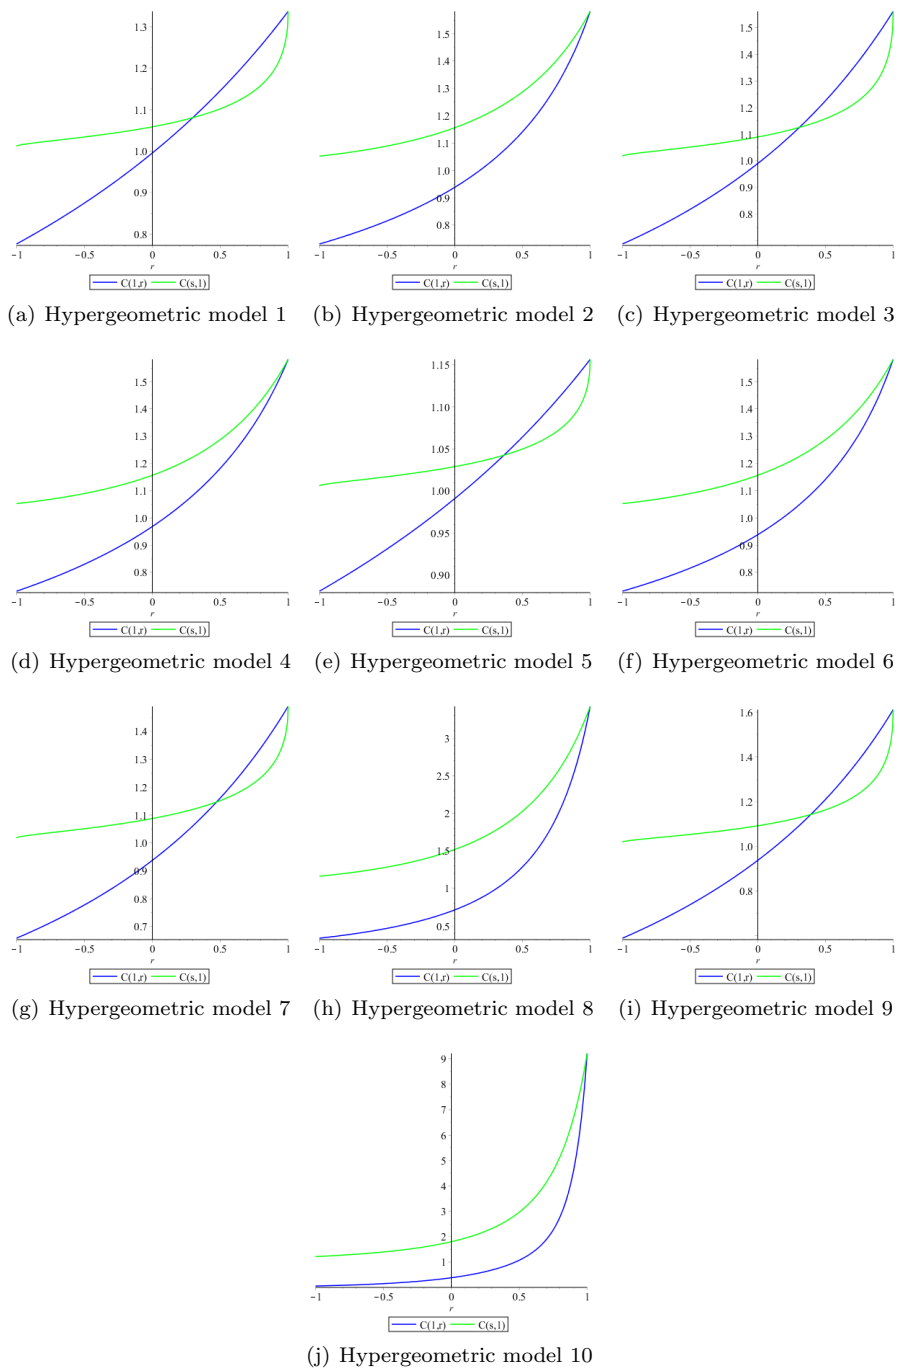 1.3
1.2
1.1
1.0
0.9
0.8
−1 −0.5 0 0.5 1
r
C(1,r) C(s,1)
(a) Hypergeometric model 1
1.5
1.4
1.3
1.2
1.1
1.0
0.9
0.8
−1 −0.5 0 0.5 1
r
C(1,r) C(s,1)
(b) Hypergeometric model 2
1.5
1.4
1.3
1.2
1.1
1.0
0.9
0.8
−1 −0.5 0 0.5 1
r
C(1,r) C(s,1)
(c) Hypergeometric model 3
1.5
1.4
1.3
1.2
1.1
1.0
0.9
0.8
−1 −0.5 0 0.5 1
r
C(1,r) C(s,1)
(d) Hypergeometric model 4
1.15
1.10
1.05
1.00
0.95
0.90
−1 −0.5 0 0.5 1
r
C(1,r) C(s,1)
(e) Hypergeometric model 5
1.5
1.4
1.3
1.2
1.1
1.0
0.9
0.8
−1 −0.5 0 0.5 1
r
C(1,r) C(s,1)
(f) Hypergeometric model 6
1.4
1.3
1.2
1.1
1.0
0.9
0.8
0.7
−1 −0.5 0 0.5 1
r
C(1,r) C(s,1)
(g) Hypergeometric model 7
3
2.5
2
1.5
1
0.5
−1 −0.5 0 0.5 1
r
C(1,r) C(s,1)
(h) Hypergeometric model 8
1.6
1.4
1.2
1.0
0.8
−1 −0.5 0 0.5 1
r
C(1,r) C(s,1)
(i) Hypergeometric model 9
9
8
7
6
5
4
3
2
1
−1 −0.5 0 0.5 1
r
C(1,r) C(s,1)
(j) Hypergeometric model 10